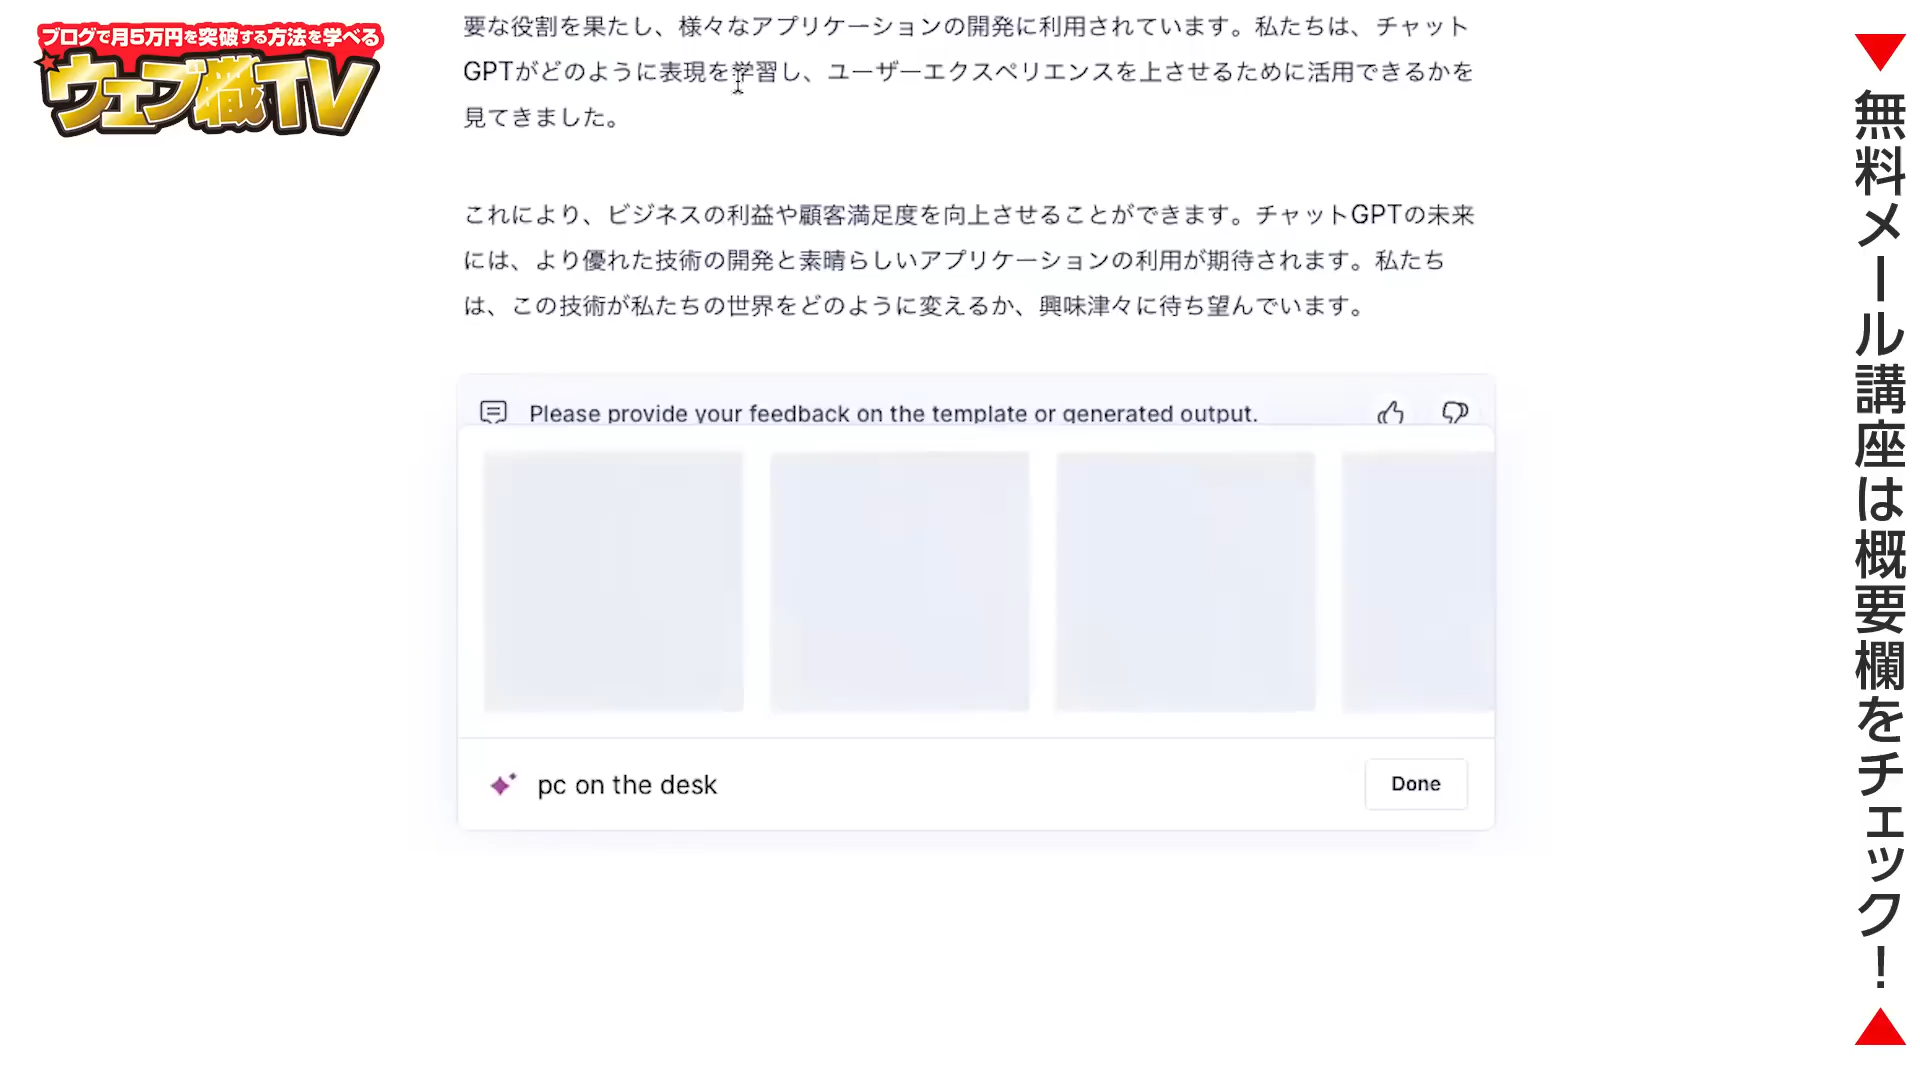 ブログで月5万円を突破する方法を学べる
ウェブ職TV
要な役割を果たし、様々なアプリケーションの開発に利用されています。私たちは、チャット
GPTがどのように表現を学習し、ユーザーエクスペリエンスを上させるために活用できるかを
見てきました。
これにより、ビジネスの利益や顧客満足度を向上させることができます。チャットGPTの未来
には、より優れた技術の開発と素晴らしいアプリケーションの利用が期待されます。私たち
は、この技術が私たちの世界をどのように変えるか、興味津々に待ち望んでいます。
Please provide your feedback on the template or generated output.
pc on the desk
Done
無料メール講座は概要欄をチェック！